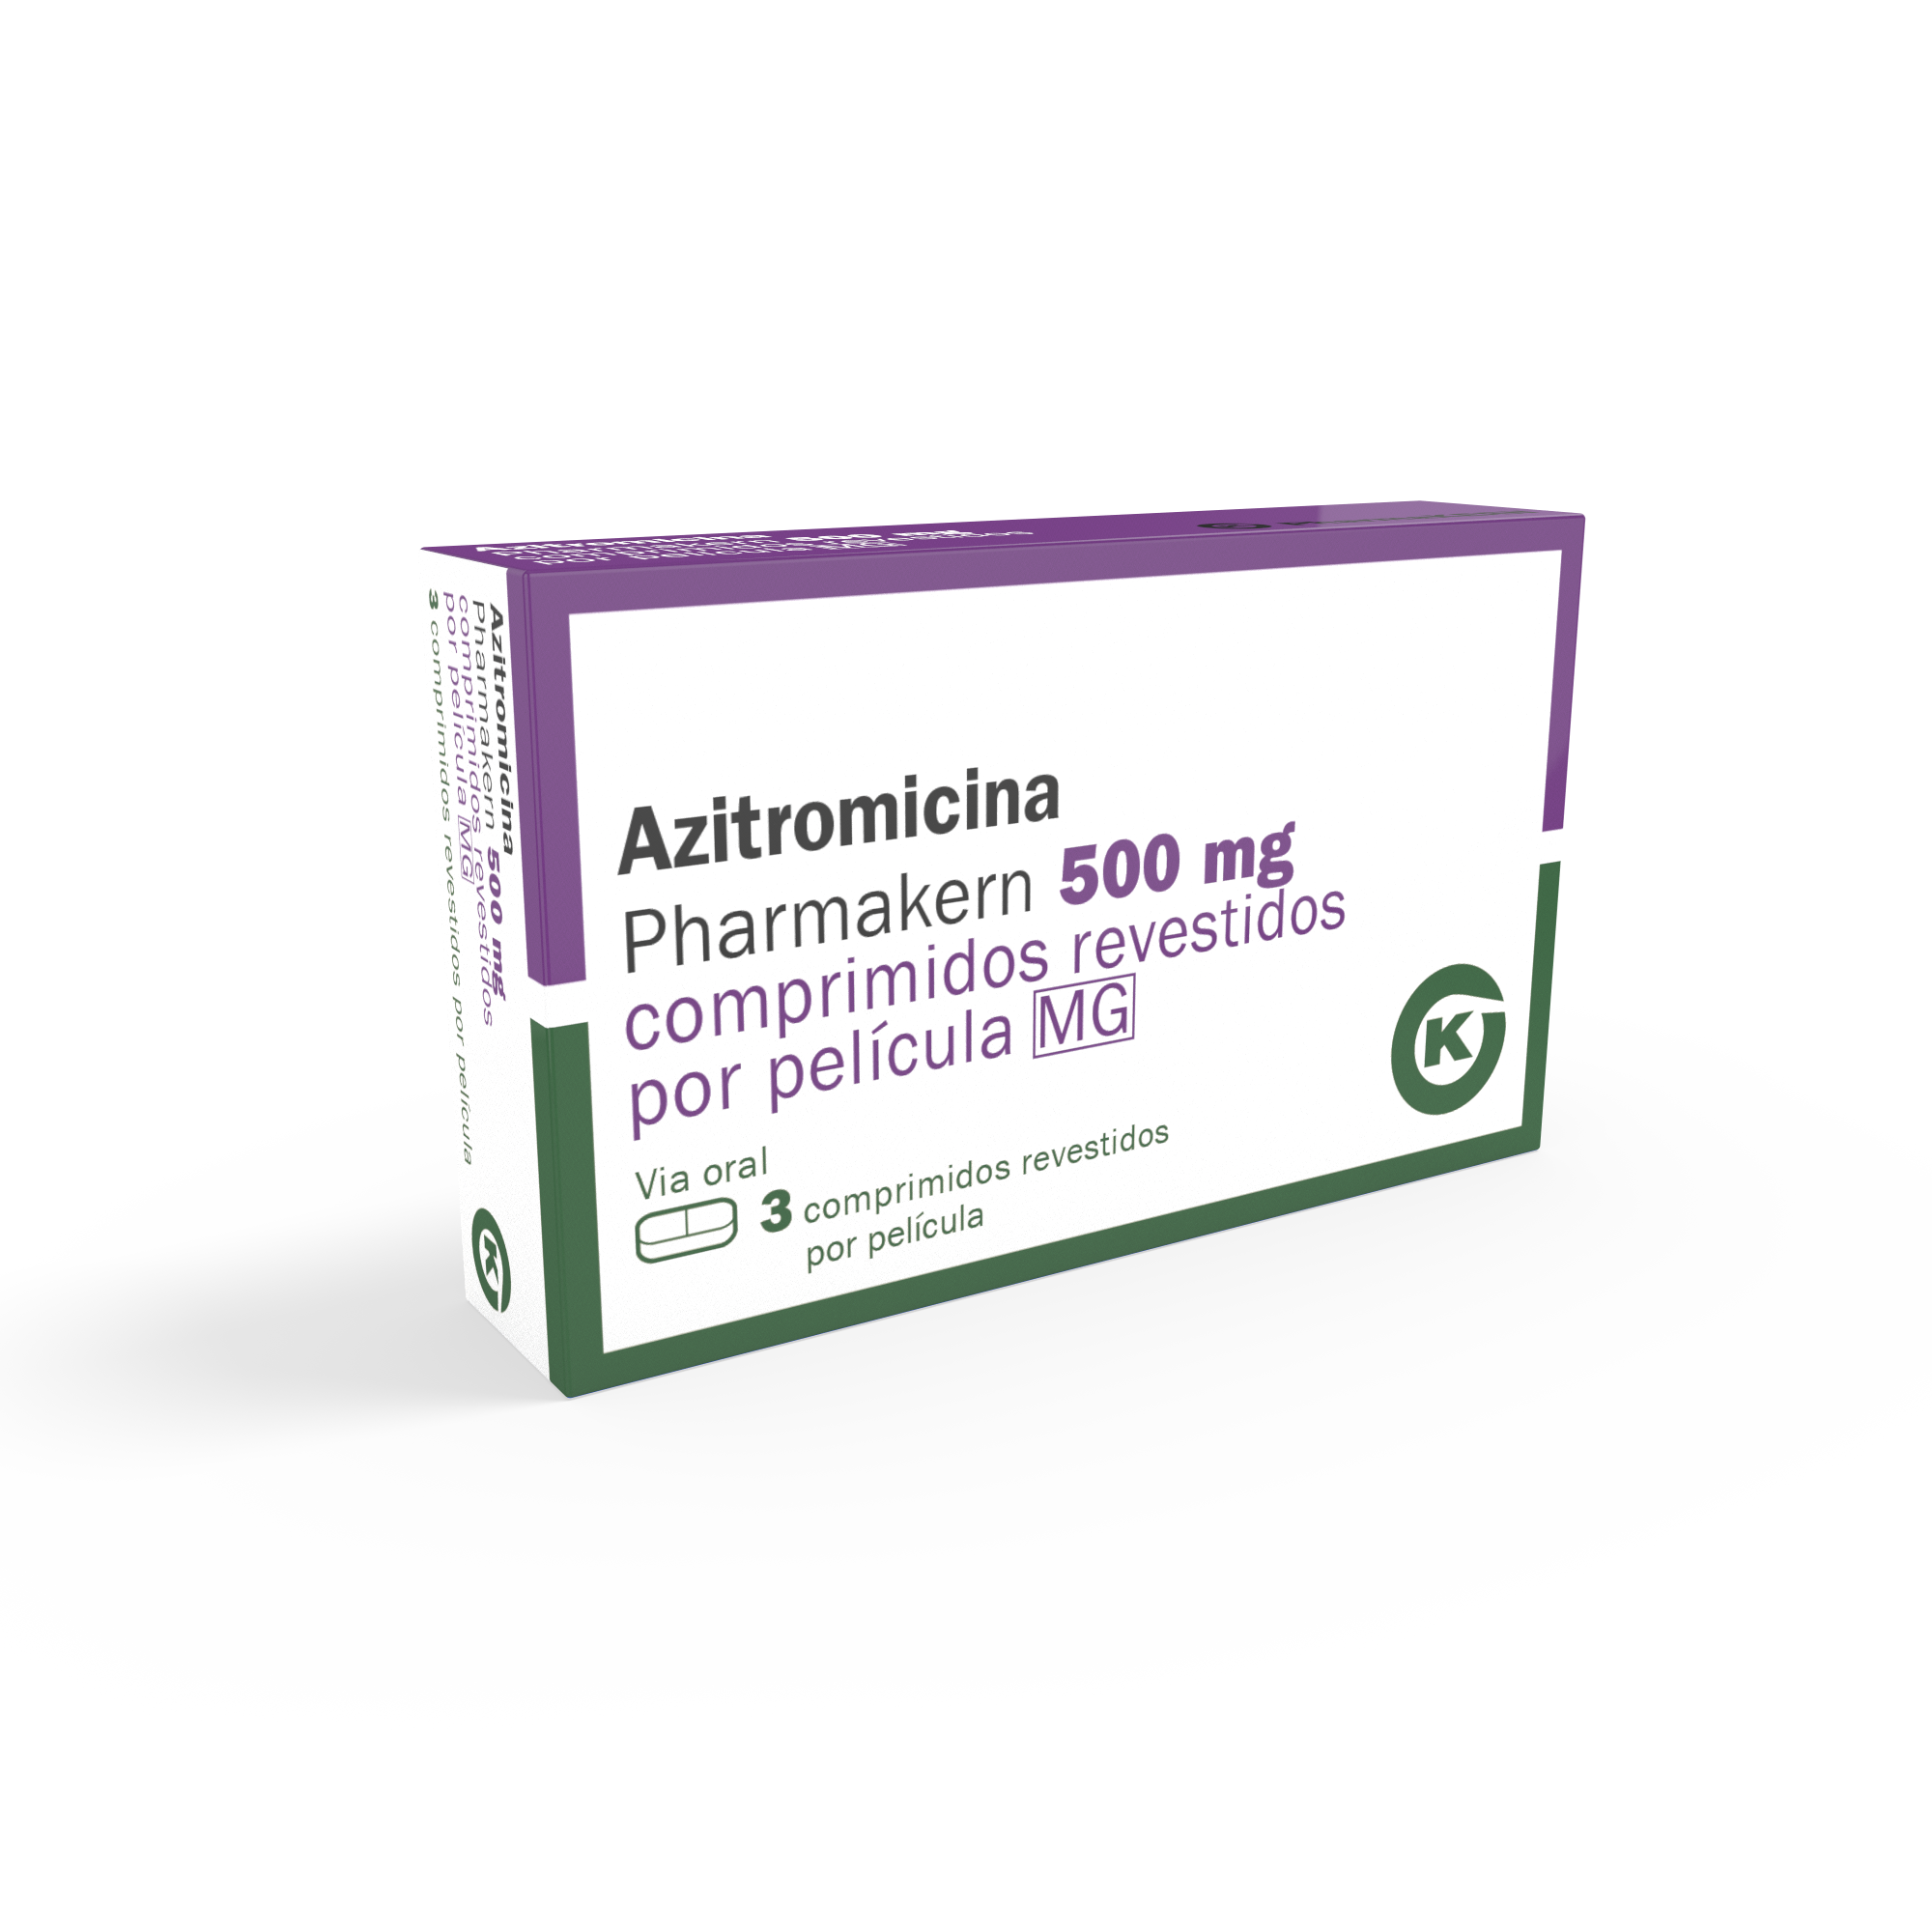 Azitromicina
Pharmakern 500 mg
comprimidos revestidos
por película MG
Via oral
3 comprimidos revestidos
por película
K
Azitromicina
Pharmakern 500 mg
comprimidos revestidos
por película MG
3 comprimidos revestidos por película
K